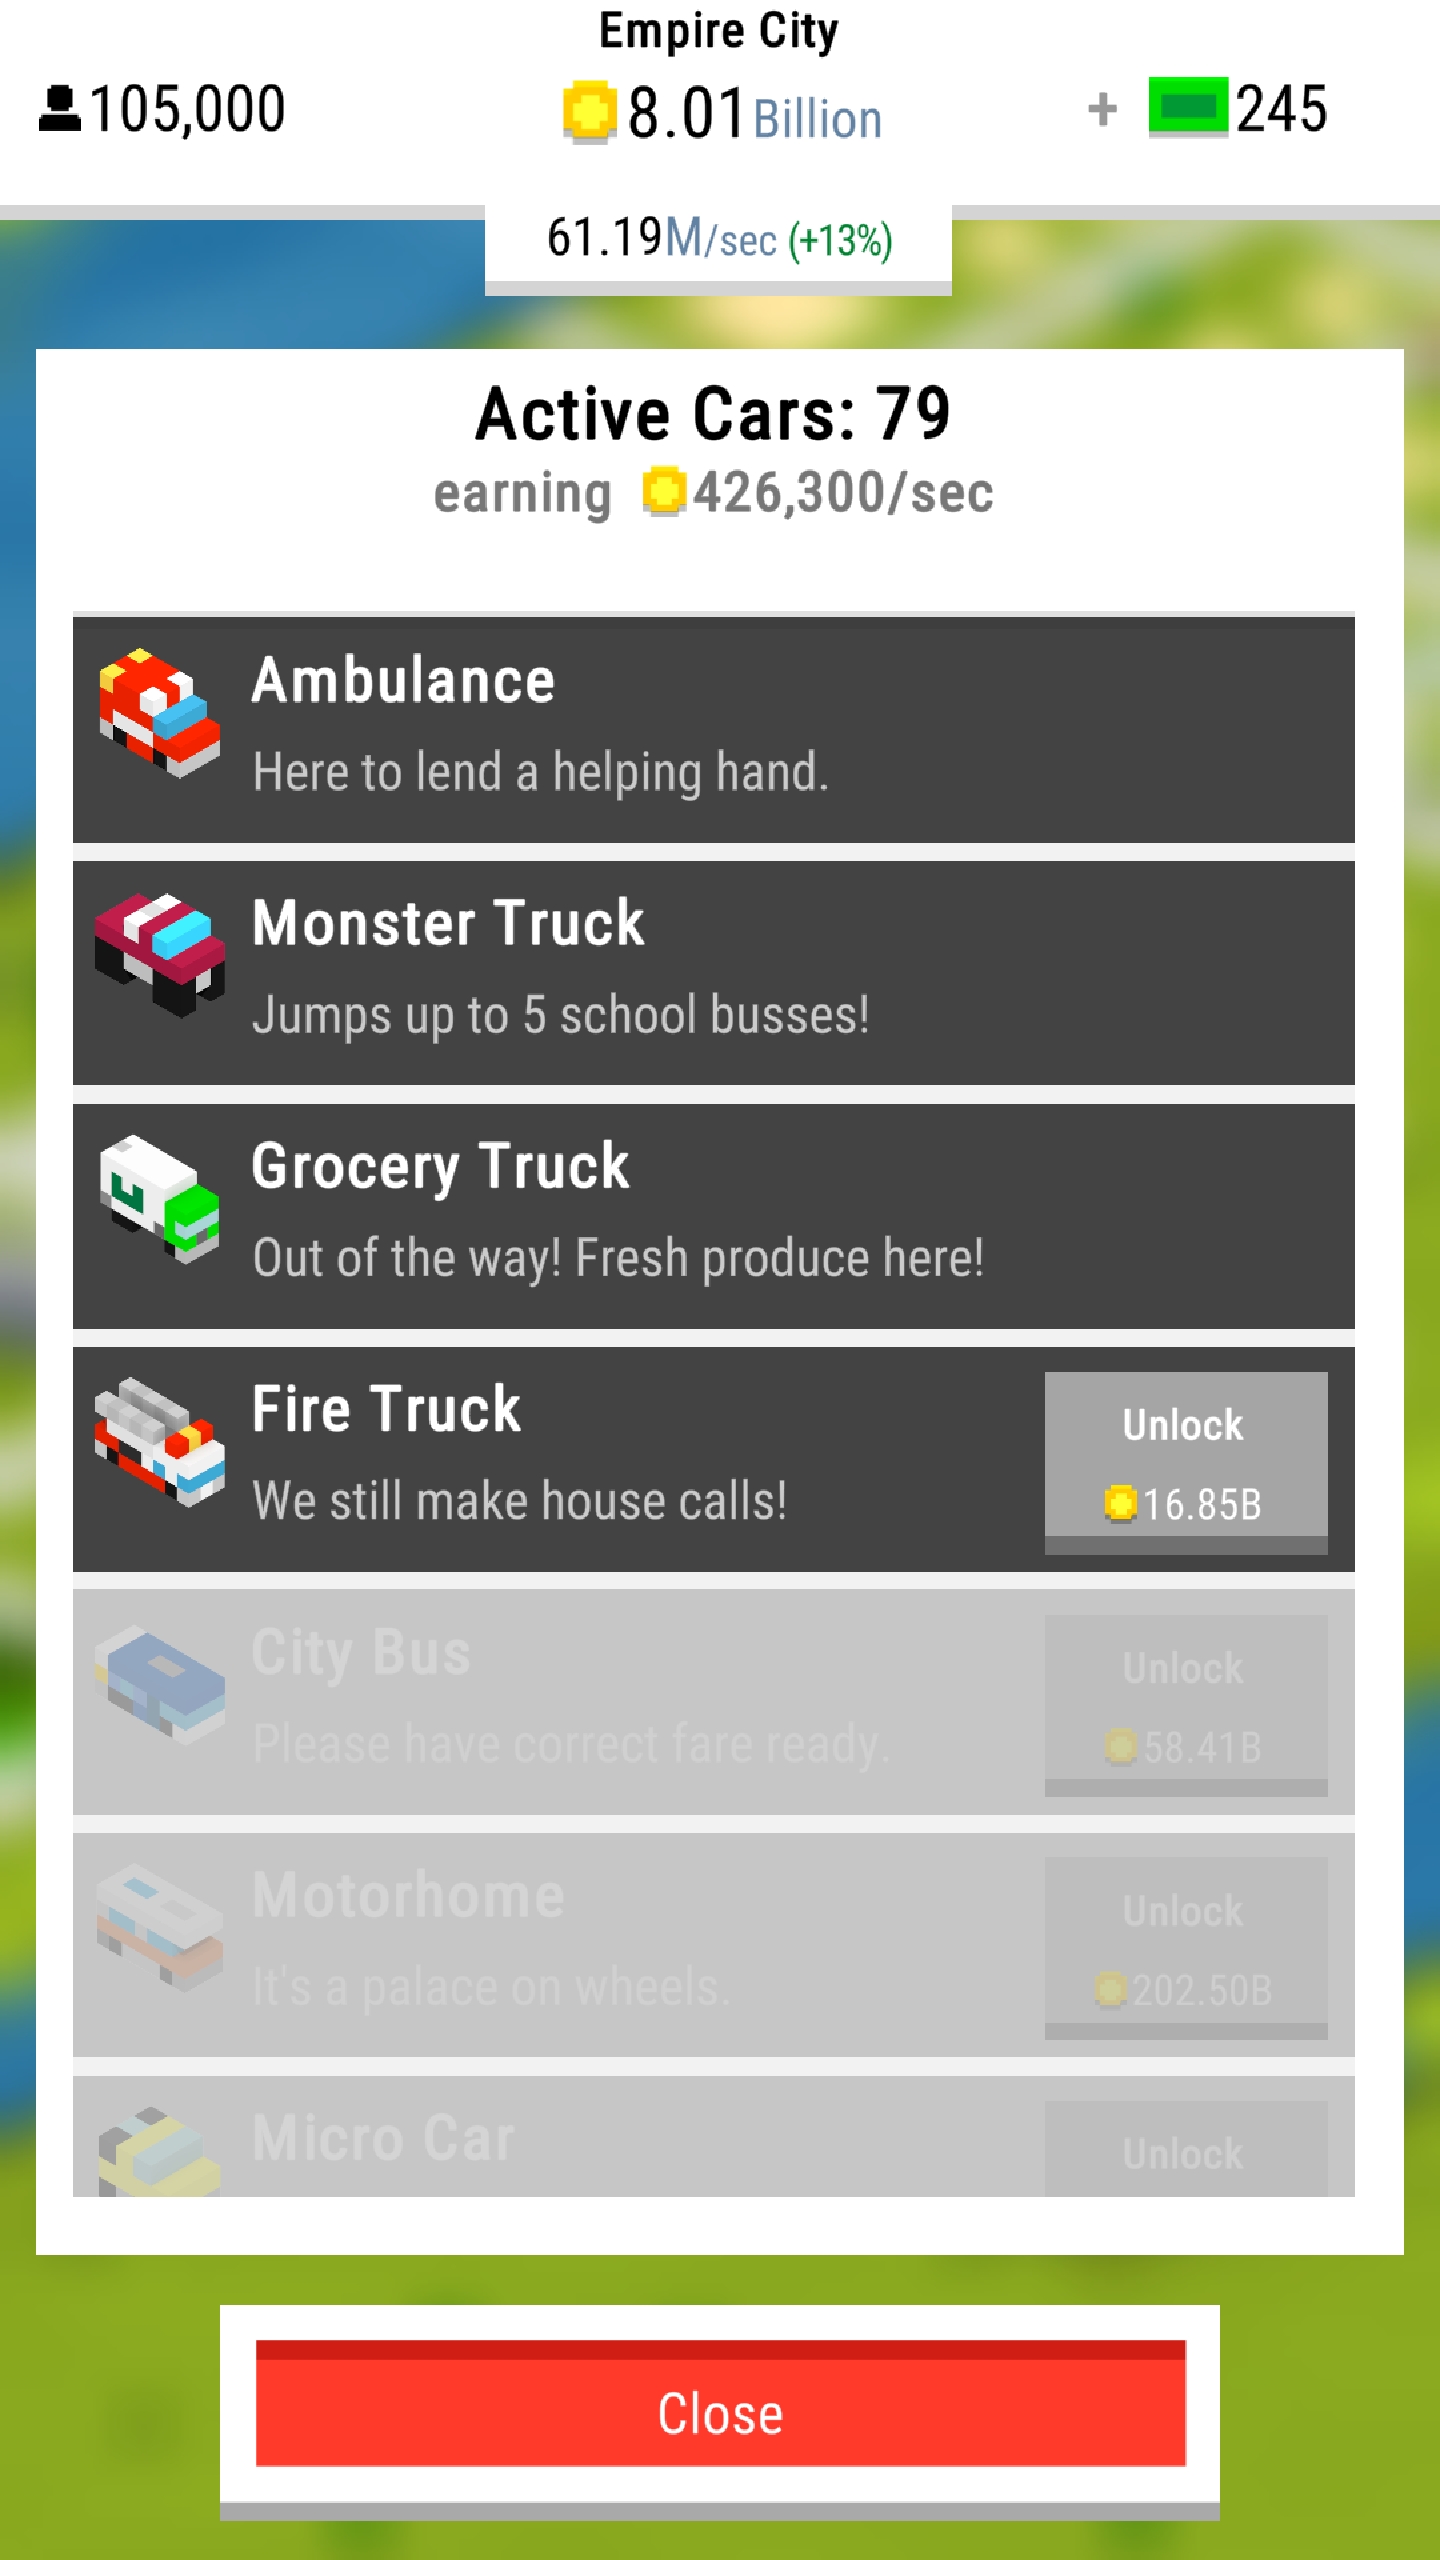 Empire City
105,000
8.01 Billion
+ 245
61.19M/sec (+13%)
Active Cars: 79
earning 426,300/sec
Ambulance
Here to lend a helping hand.
Monster Truck
Jumps up to 5 school busses!
Grocery Truck
Out of the way! Fresh produce here!
Fire Truck
We still make house calls!
Unlock
16.85B
City Bus
Please have correct fare ready.
Unlock
58.41B
Motorhome
It's a palace on wheels.
Unlock
202.50B
Micro Car
Unlock
Close